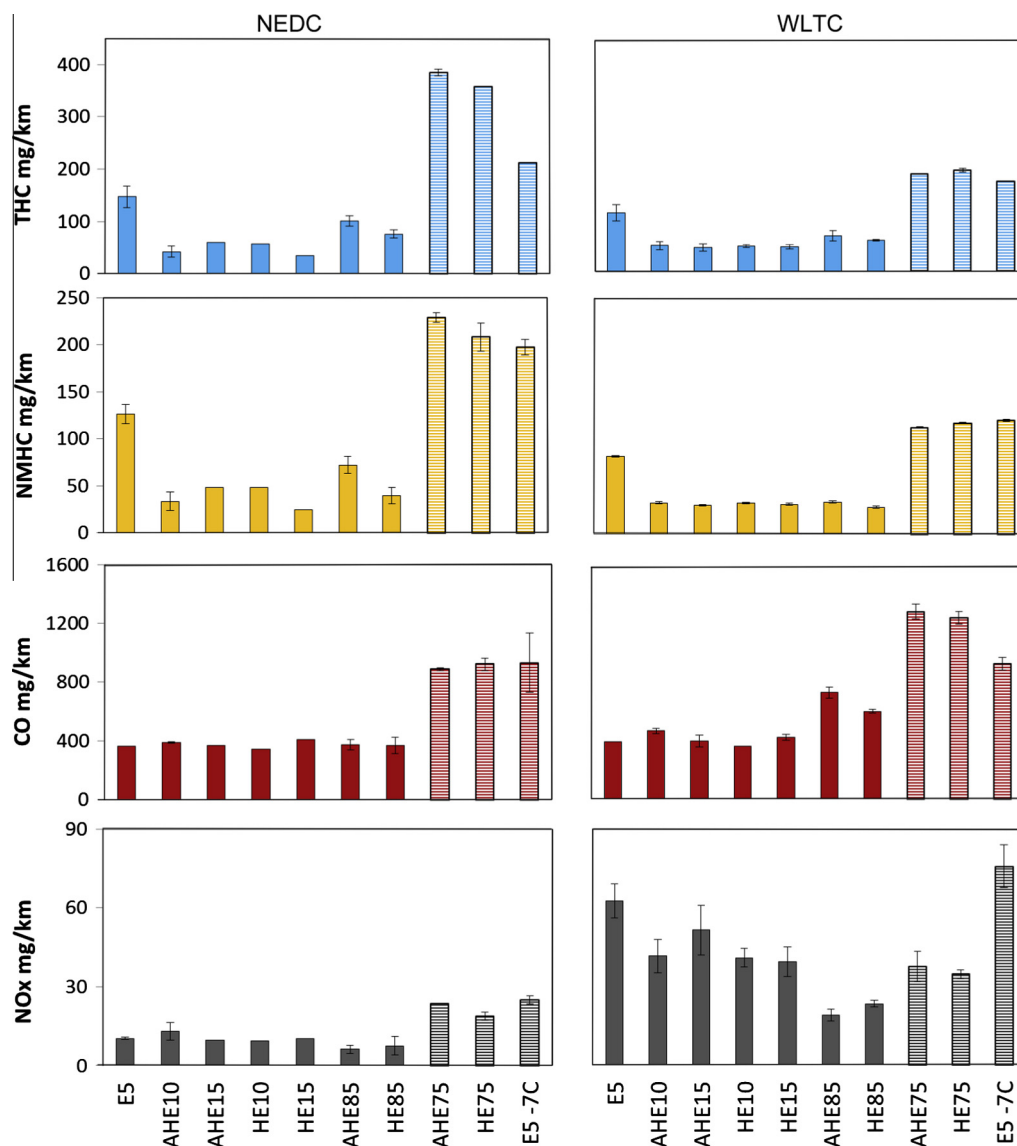 NEDC
WLTC
THC mg/km
400
300
200
100
0
NMHC mg/km
250
200
150
100
50
0
CO mg/km
1600
1200
800
400
0
NOx mg/km
90
60
30
0
E5
AHE10
AHE15
HE10
HE15
AHE85
HE85
AHE75
HE75
E5 -7C
E5
AHE10
AHE15
HE10
HE15
AHE85
HE85
AHE75
HE75
E5 -7C